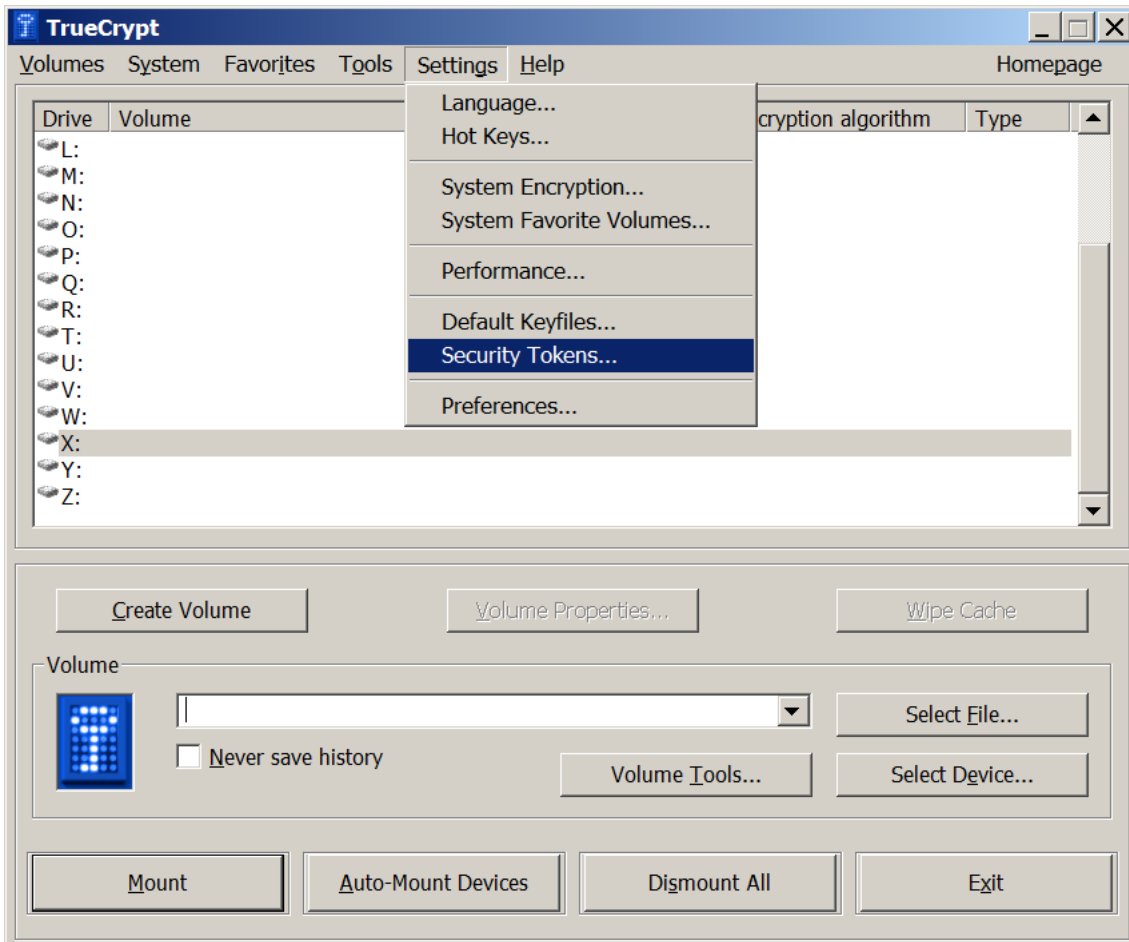 TrueCrypt
Volumes System Favorites Tools Settings Help Homepage
Drive Volume cryption algorithm Type
Language...
Hot Keys...
System Encryption...
System Favorite Volumes...
Performance...
Default Keyfiles...
Security Tokens...
Preferences...
L:
M:
N:
O:
P:
Q:
R:
T:
U:
V:
W:
X:
Y:
Z:
Create Volume Volume Properties... Wipe Cache
Volume
Select File...
Never save history
Volume Tools... Select Device...
Mount Auto-Mount Devices Dismount All Exit